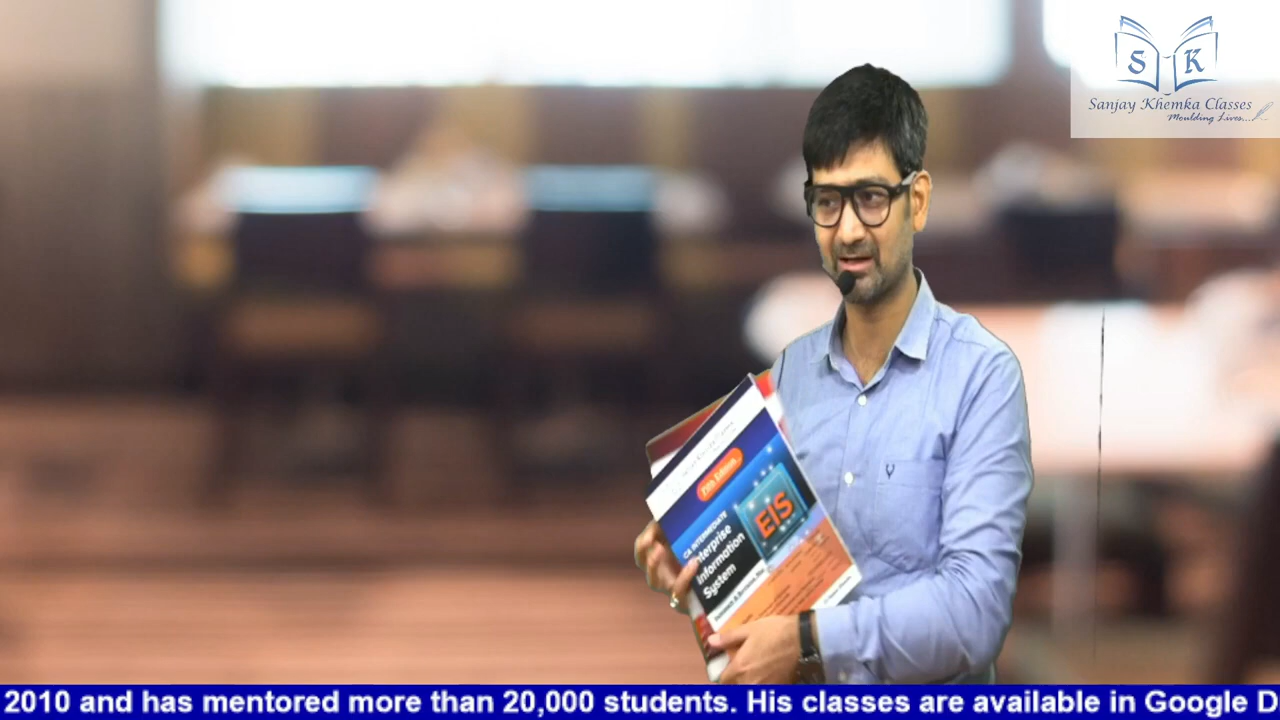 S K
Sanjay Khemka Classes
Moulding Lives...
Edition
EIS
CA INTERMEDIATE
Enterprise
Information
System
2010 and has mentored more than 20,000 students. His classes are available in Google D